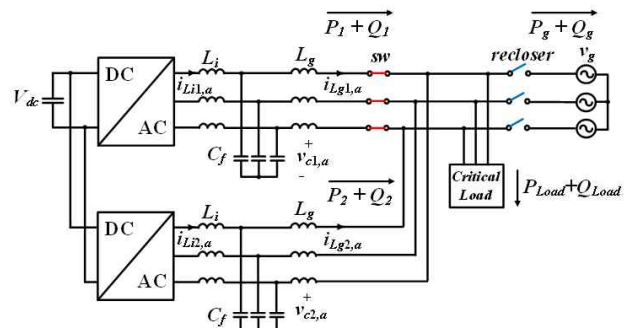 P1 + Q1
Pg + Qg
Li
Lg
sw
recloser
vg
DC
AC
iLi1,a
iLg1,a
Vdc
Cf
+
vc1,a
-
Critical
Load
PLoad+QLoad
P2 + Q2
Li
Lg
DC
AC
iLi2,a
iLg2,a
Cf
+
vc2,a